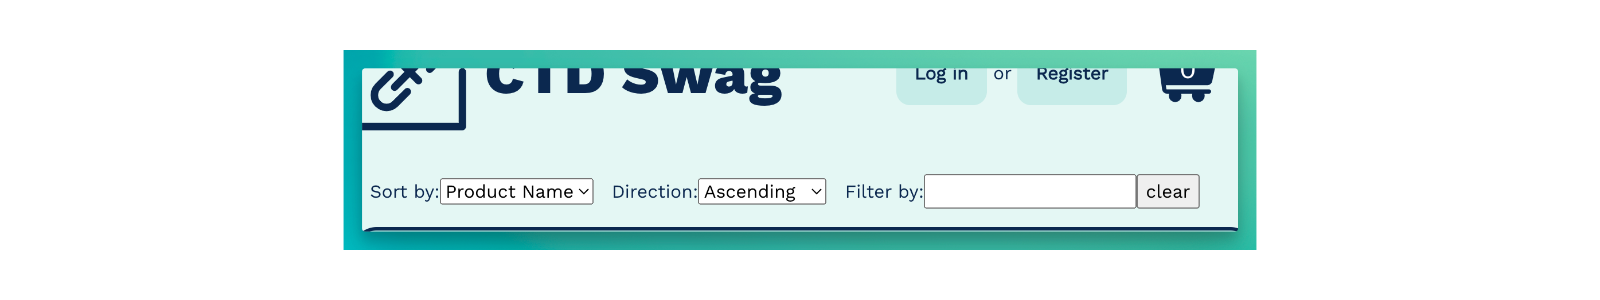 CTD Swag Log in or Register 0
Sort by: Product Name Direction: Ascending Filter by: clear